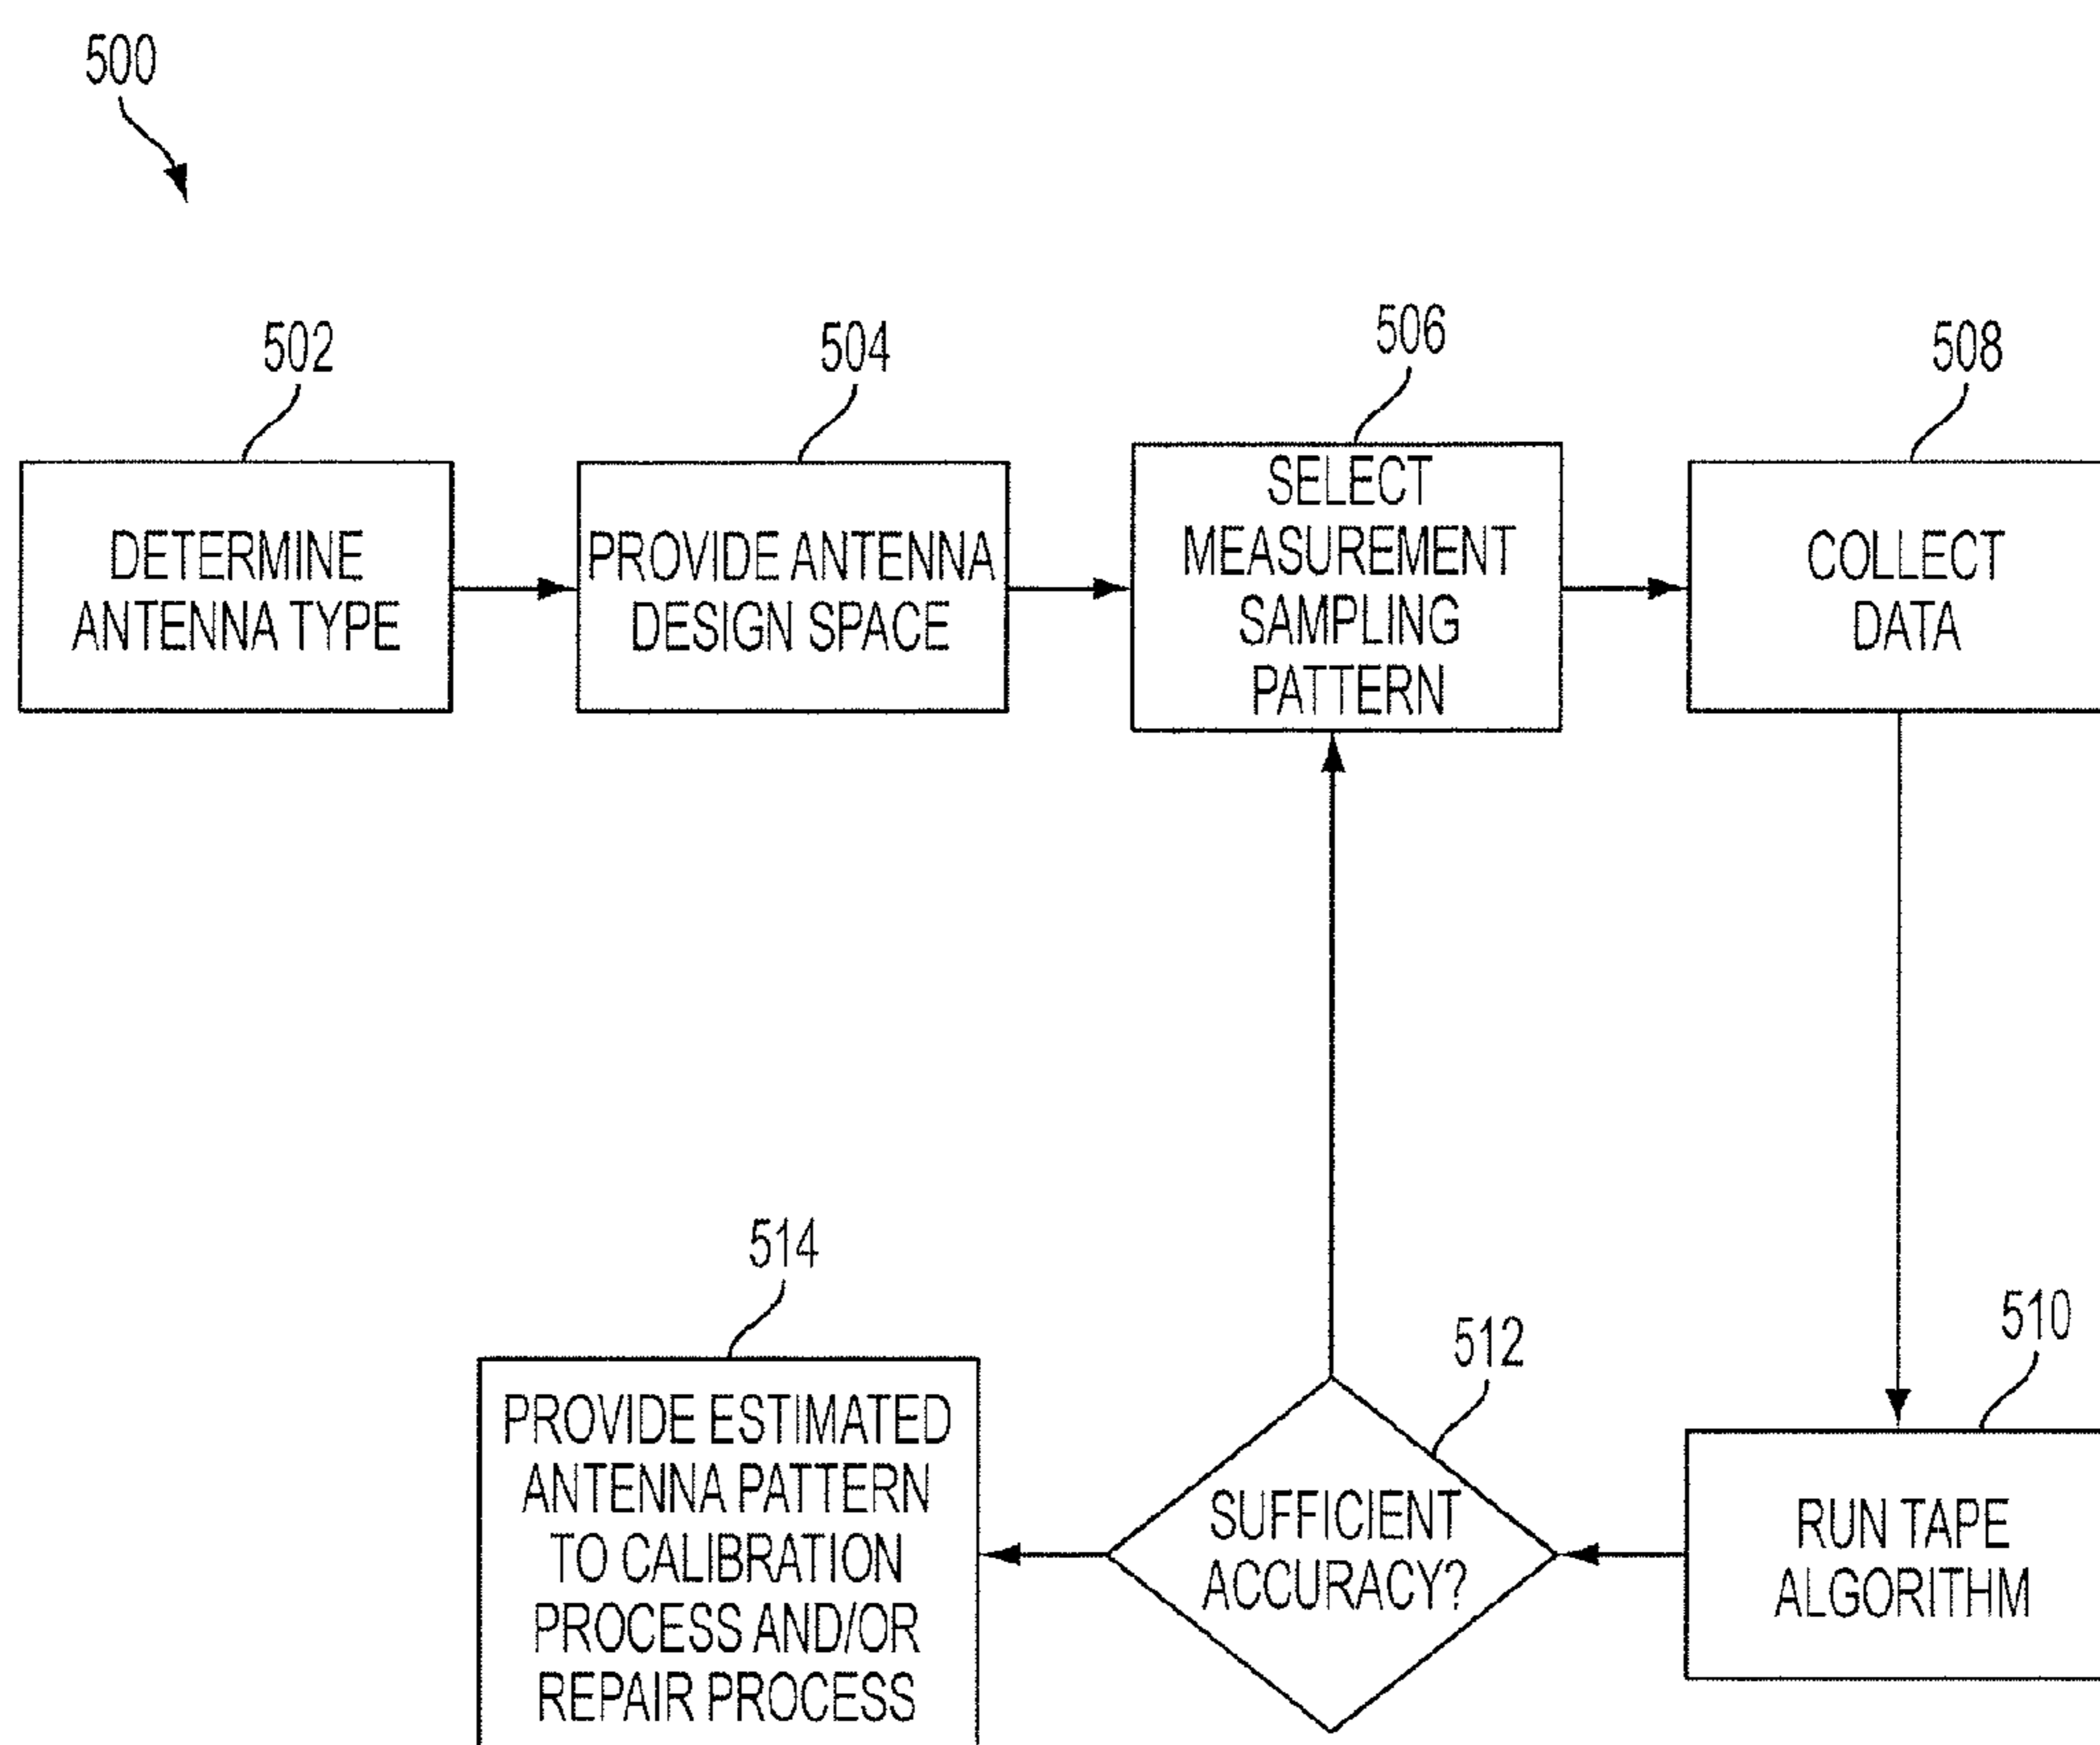 500
502
DETERMINE
ANTENNA TYPE
504
PROVIDE ANTENNA
DESIGN SPACE
506
SELECT
MEASUREMENT
SAMPLING
PATTERN
508
COLLECT
DATA
510
RUN TAPE
ALGORITHM
512
SUFFICIENT
ACCURACY?
514
PROVIDE ESTIMATED
ANTENNA PATTERN
TO CALIBRATION
PROCESS AND/OR
REPAIR PROCESS